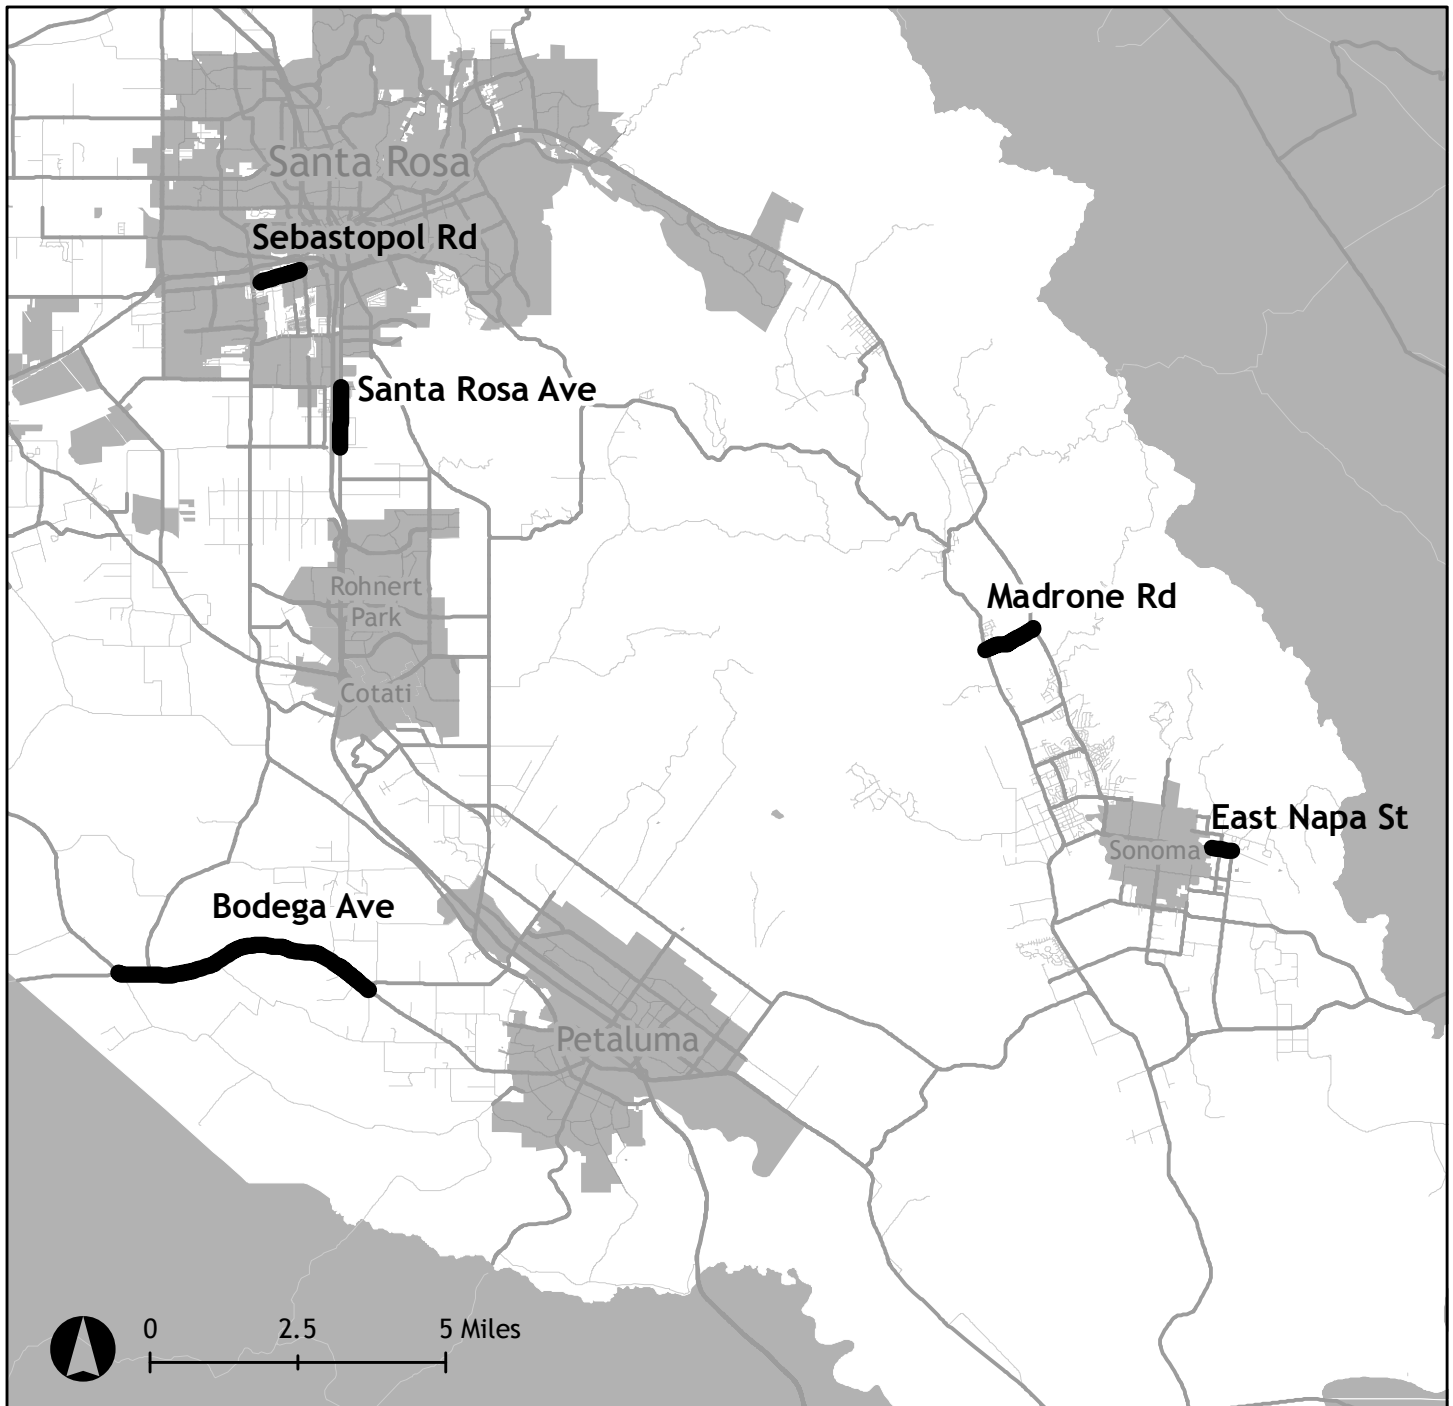 Santa Rosa
Sebastopol Rd
Santa Rosa Ave
Rohnert
Park
Madrone Rd
Cotati
East Napa St
Sonoma
Bodega Ave
Petaluma
0 2.5 5 Miles